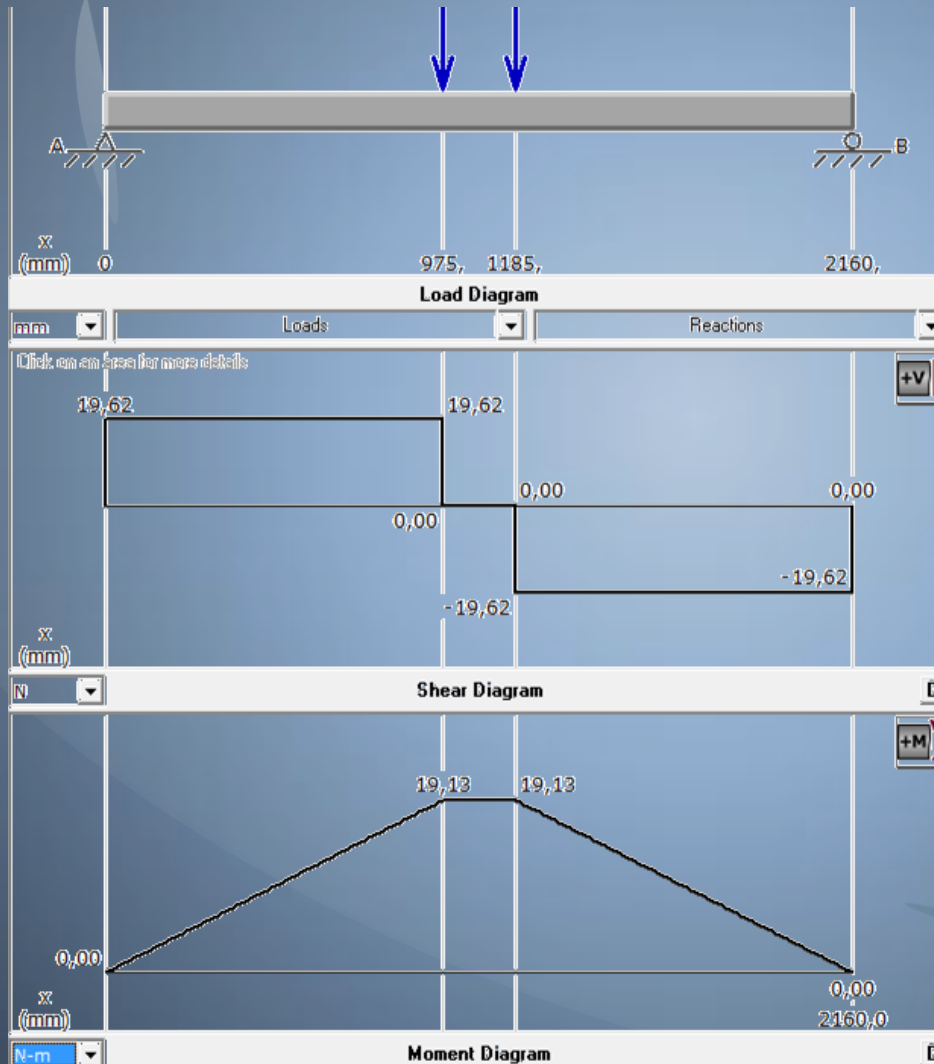 A B
x
(mm) 0 975, 1185, 2160,
Load Diagram
mm Loads Reactions
Click on an area for more details
+V
19,62 19,62
0,00 0,00
0,00
-19,62
-19,62
x
(mm)
N Shear Diagram
+M
19,13 19,13
0,00
0,00
x
(mm) 2160,0
N-m Moment Diagram